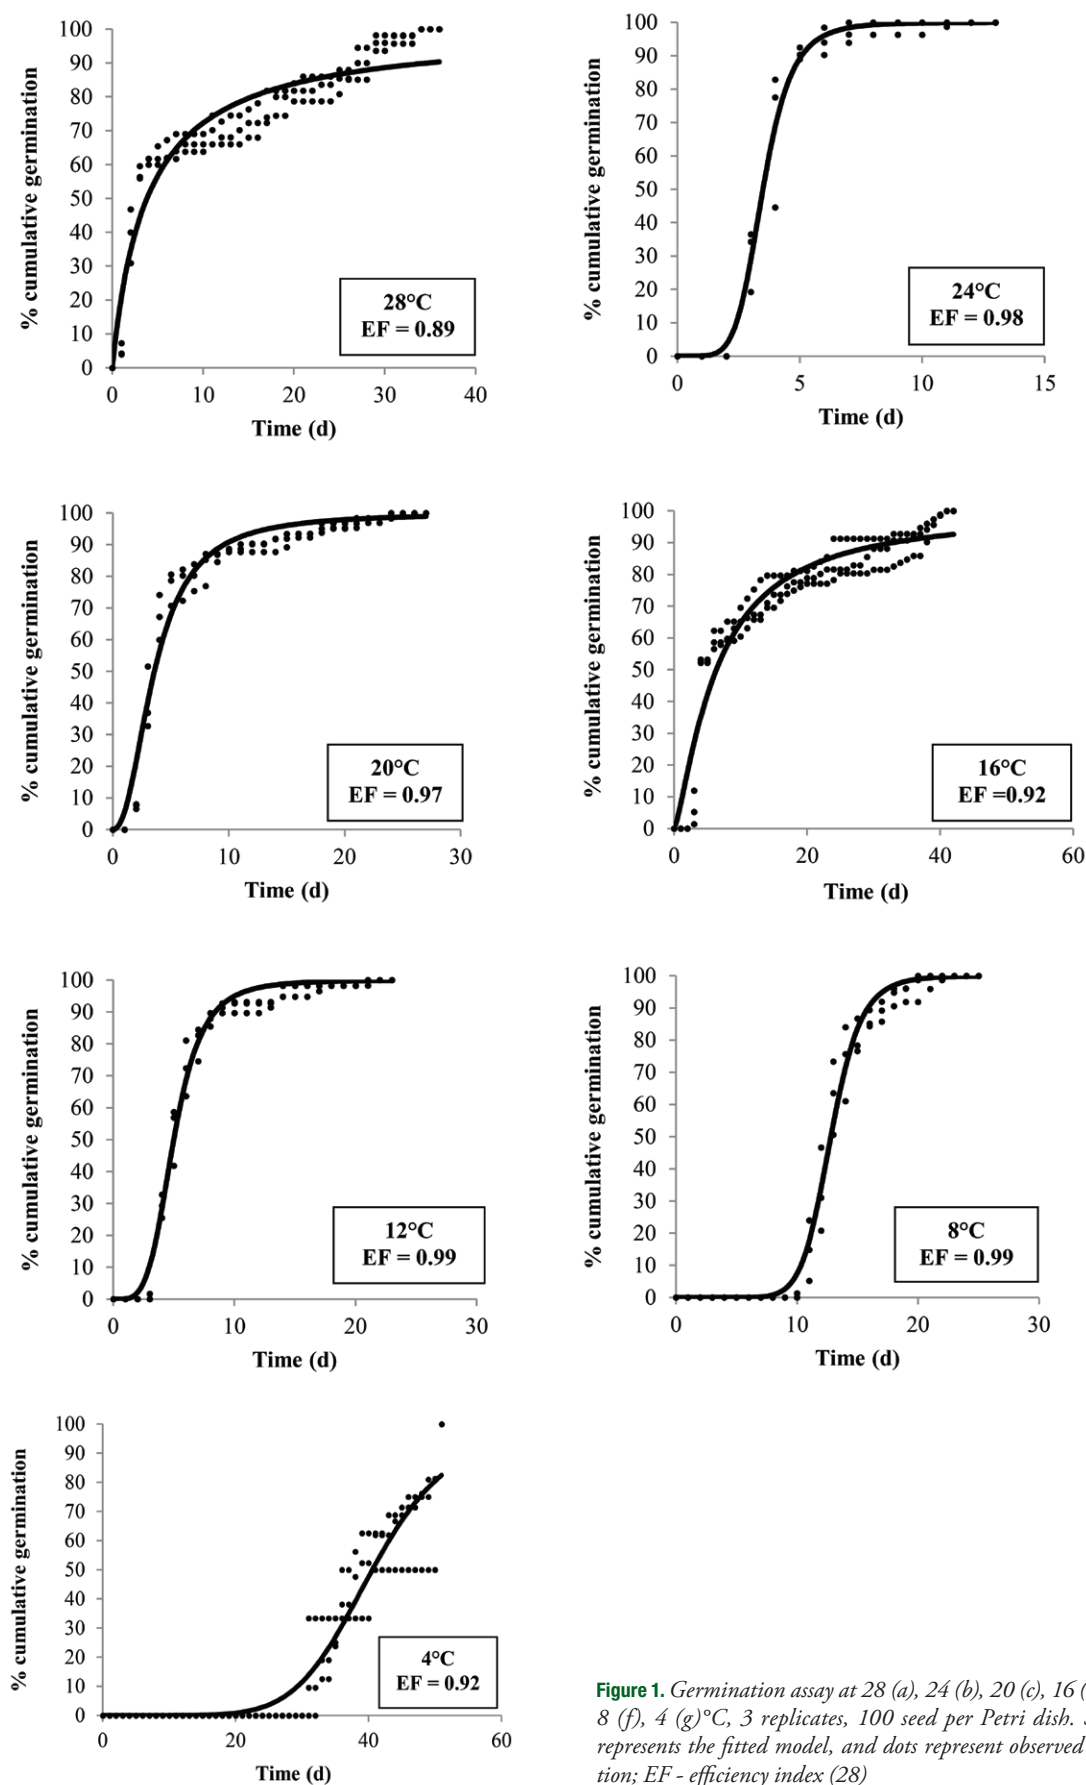 100
90
80
70
60
50
40
30
20
10
0
% cumulative germination
28°C
EF = 0.89
0 10 20 30 40
Time (d)
100
90
80
70
60
50
40
30
20
10
0
% cumulative germination
24°C
EF = 0.98
0 5 10 15
Time (d)
100
90
80
70
60
50
40
30
20
10
0
% cumulative germination
20°C
EF = 0.97
0 10 20 30
Time (d)
100
90
80
70
60
50
40
30
20
10
0
% cumulative germination
16°C
EF =0.92
0 20 40 60
Time (d)
100
90
80
70
60
50
40
30
20
10
0
% cumulative germination
12°C
EF = 0.99
0 10 20 30
Time (d)
100
90
80
70
60
50
40
30
20
10
0
% cumulative germination
8°C
EF = 0.99
0 10 20 30
Time (d)
100
90
80
70
60
50
40
30
20
10
0
% cumulative germination
4°C
EF = 0.92
0 20 40 60
Time (d)
Figure 1. Germination assay at 28 (a), 24 (b), 20 (c), 16 (
8 (f), 4 (g)°C, 3 replicates, 100 seed per Petri dish.
represents the fitted model, and dots represent observed
tion; EF - efficiency index (28)